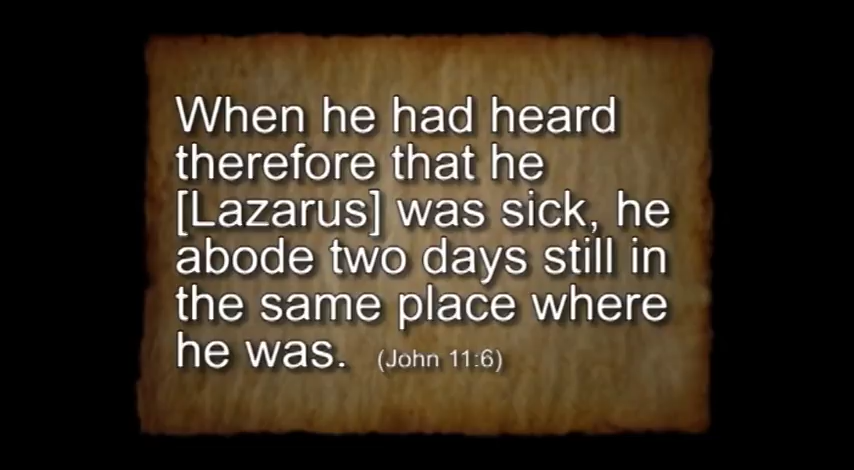 When he had heard
therefore that he
[Lazarus] was sick, he
abode two days still in
the same place where
he was. (John 11:6)